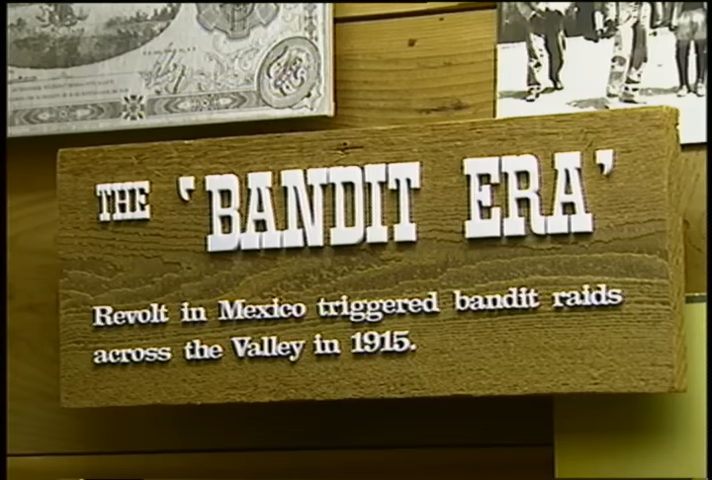 THE 'BANDIT ERA'
Revolt in Mexico triggered bandit raids
across the Valley in 1915.